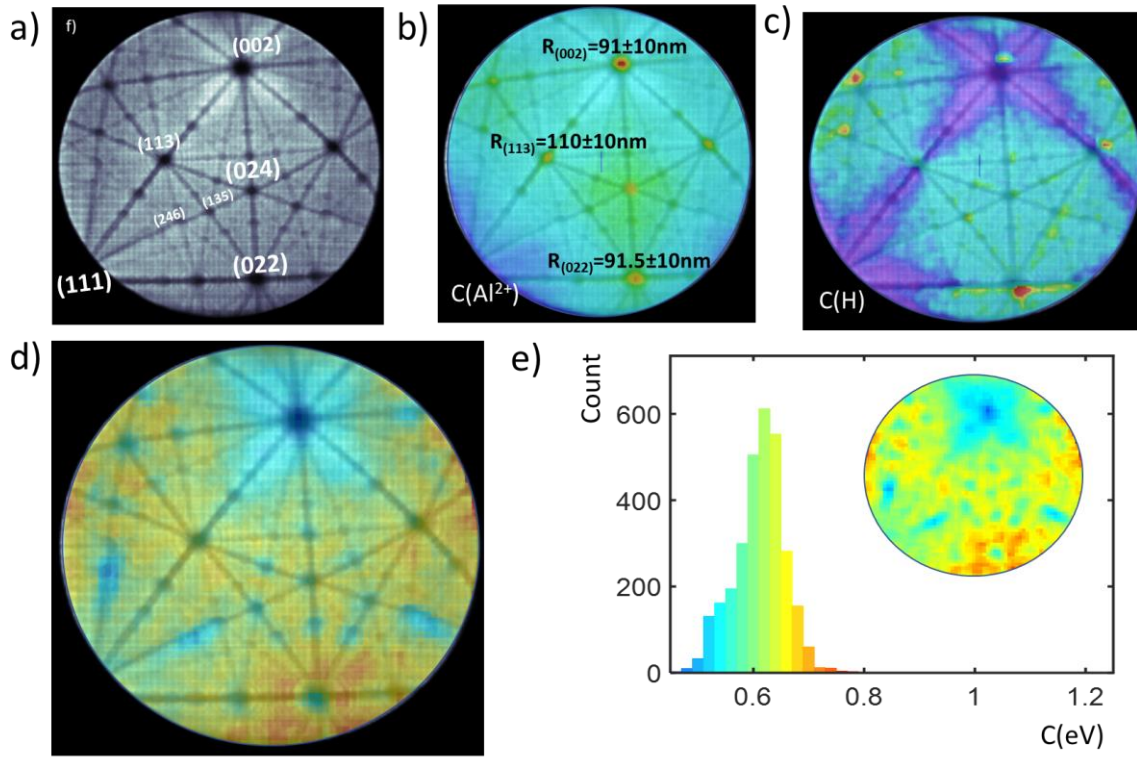 a)
f)
(002)
(113)
(024)
(135)
(246)
(022)
(111)
b)
R(002)=91±10nm
R(113)=110±10nm
R(022)=91.5±10nm
C(Al²⁺)
c)
C(H)
d)
e)
Count
600
400
200
0
0.6
0.8
1
1.2
C(eV)